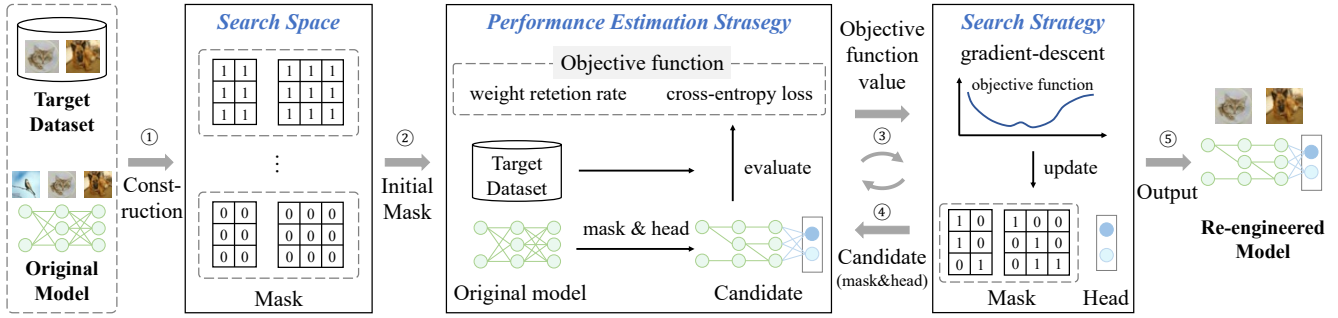 Target
Dataset
Original
Model
①
Const-
ruction
Search Space
1 1
1 1
1 1
1 1 1
1 1 1
1 1 1
⋮
0 0
0 0
0 0
0 0 0
0 0 0
0 0 0
Mask
②
Initial
Mask
Performance Estimation Strasegy
Objective function
weight retetion rate
cross-entropy loss
Target
Dataset
evaluate
mask & head
Original model
Candidate
Objective
function
value
③
④
Candidate
(mask&head)
Search Strategy
gradient-descent
objective function
update
1 0
1 0
0 1
1 0 0
0 1 0
0 1 1
Mask
Head
⑤
Output
Re-engineered
Model